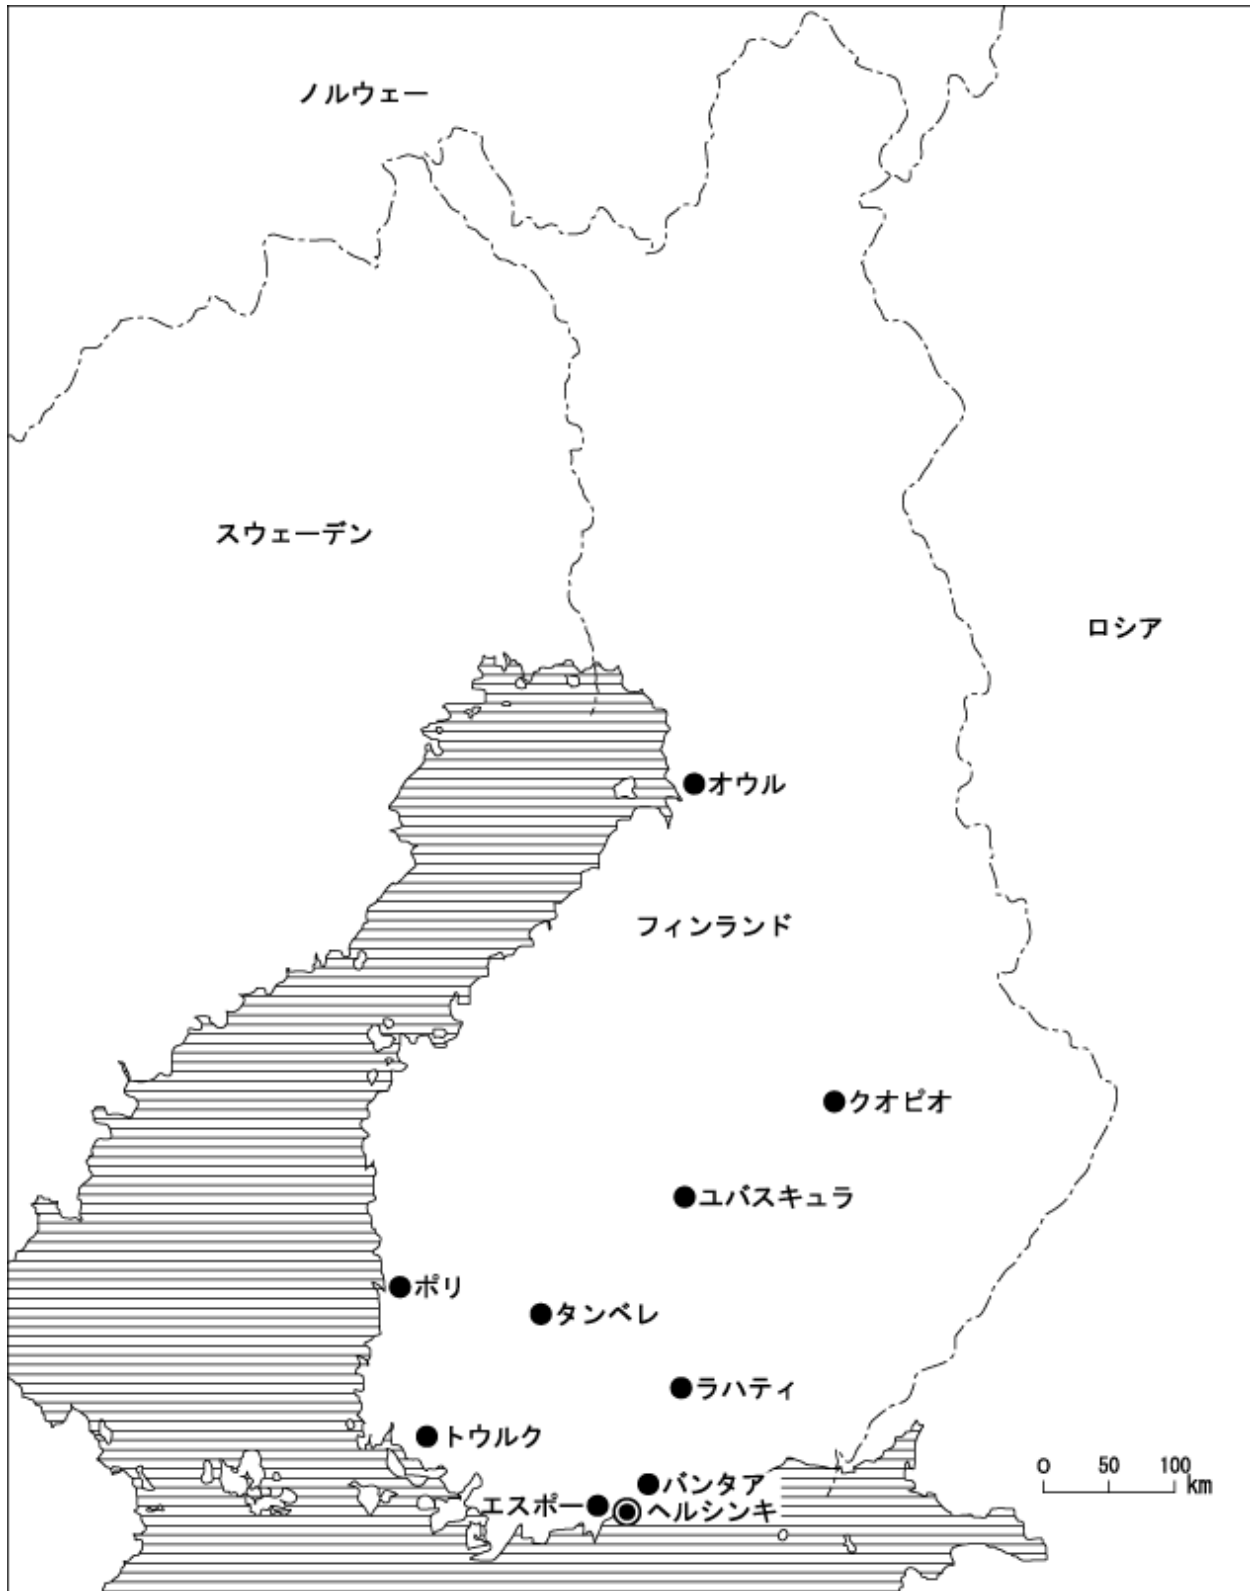 ノルウェー
スウェーデン
ロシア
オウル
フィンランド
クオピオ
ユバスキュラ
ポリ
タンペレ
ラハティ
トウルク
バンタア
0 50 100
km
エスポー
ヘルシンキ